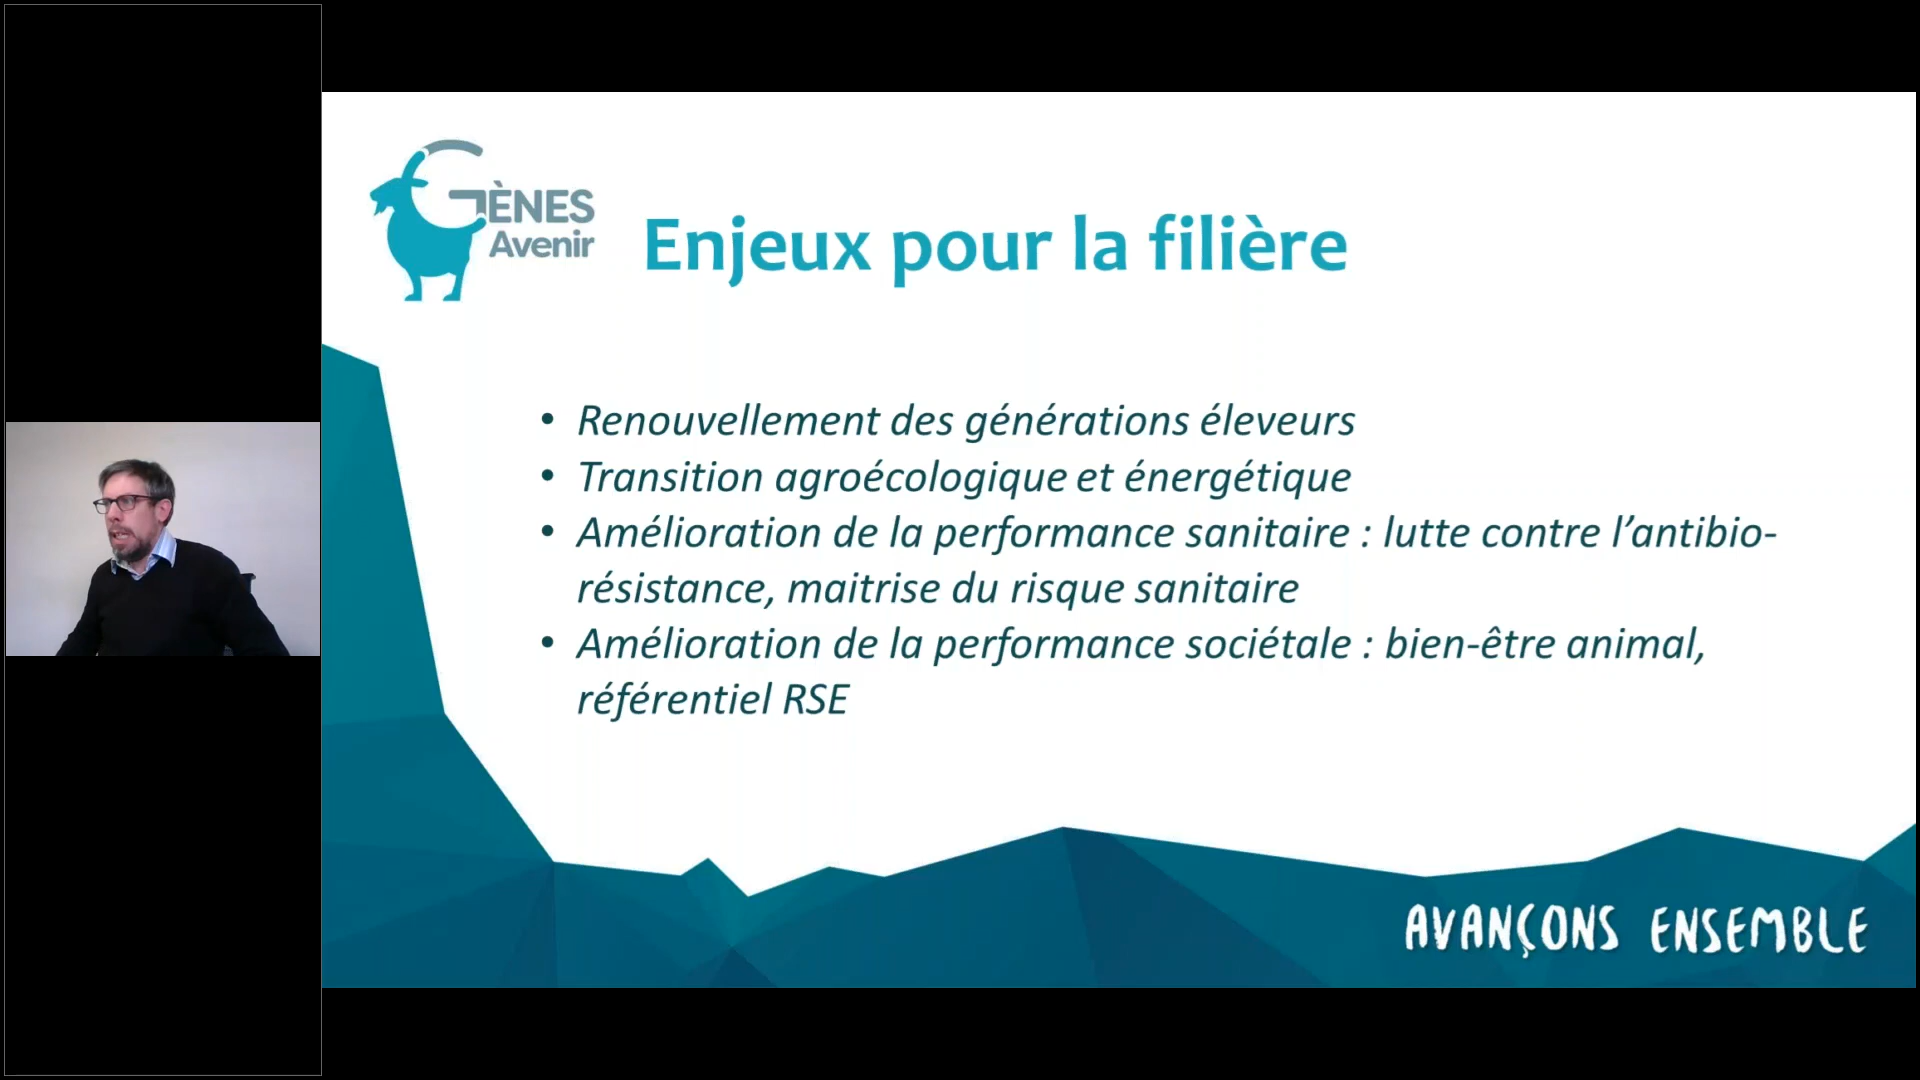 GÈNES
Avenir
Enjeux pour la filière
• Renouvellement des générations éleveurs
• Transition agroécologique et énergétique
• Amélioration de la performance sanitaire : lutte contre l’antibio-
résistance, maitrise du risque sanitaire
• Amélioration de la performance sociétale : bien-être animal,
référentiel RSE
AVANÇONS ENSEMBLE